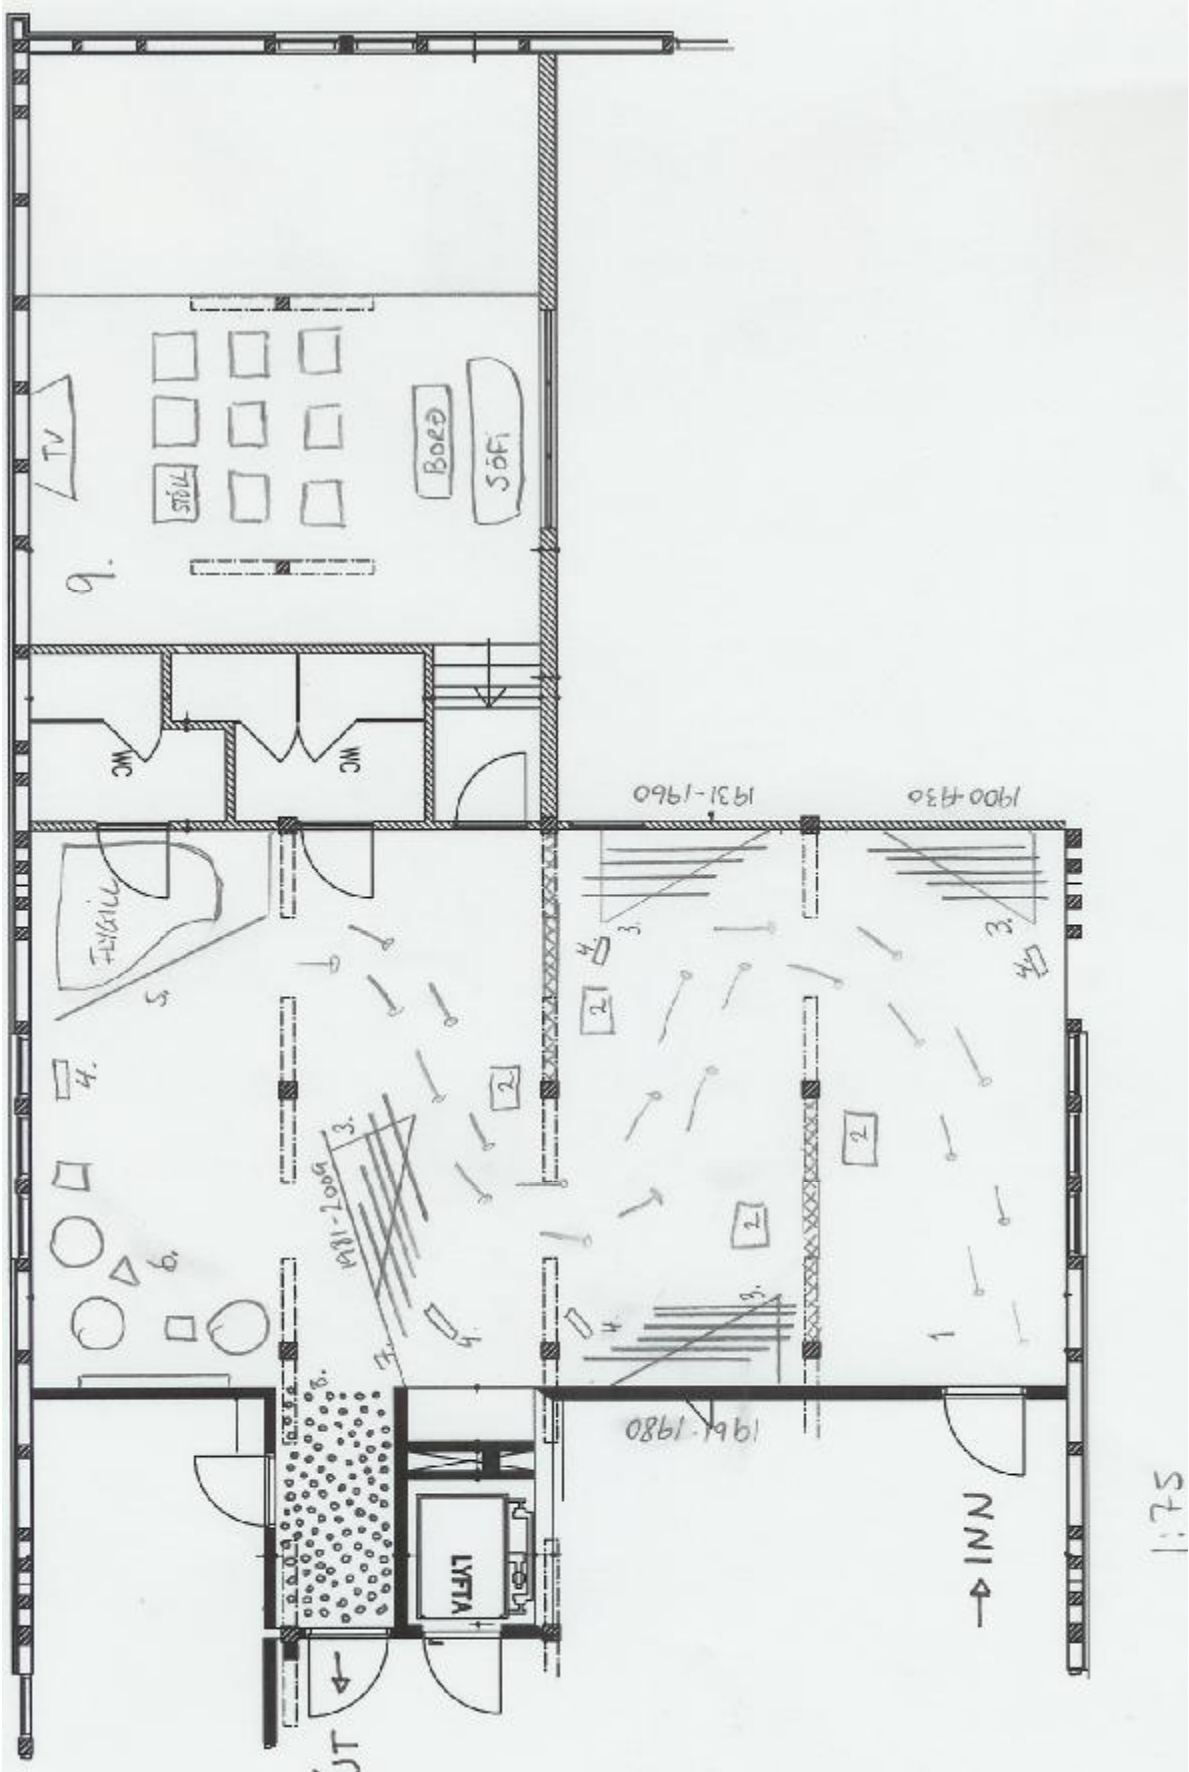 TV
STÓLL
BORÐ
SÓFI
9.
WC
WC
1931-1960
1900-1930
FLYGILL
5.
3.
3.
4.
4.
2
4.
2
3.
1981-2009
2
2
6.
4.
4.
3.
1
7.
8.
1961-1980
LYFTA
→ INN
ÚT →
1:75